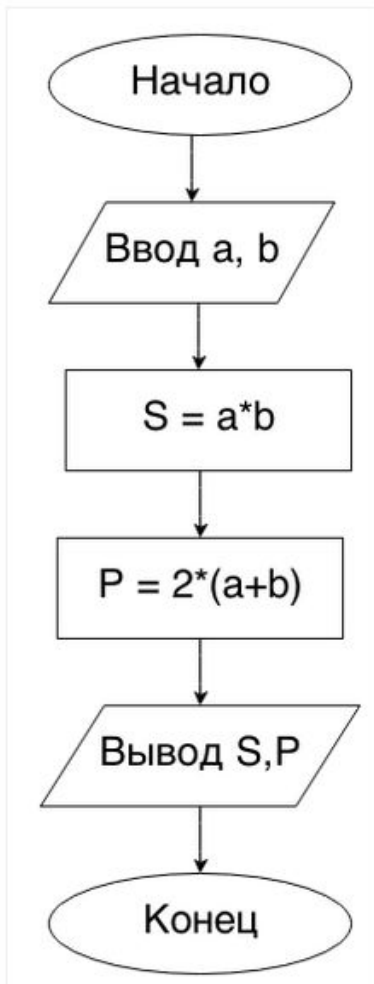 Начало
Ввод a, b
S = a*b
P = 2*(a+b)
Вывод S,P
Конец